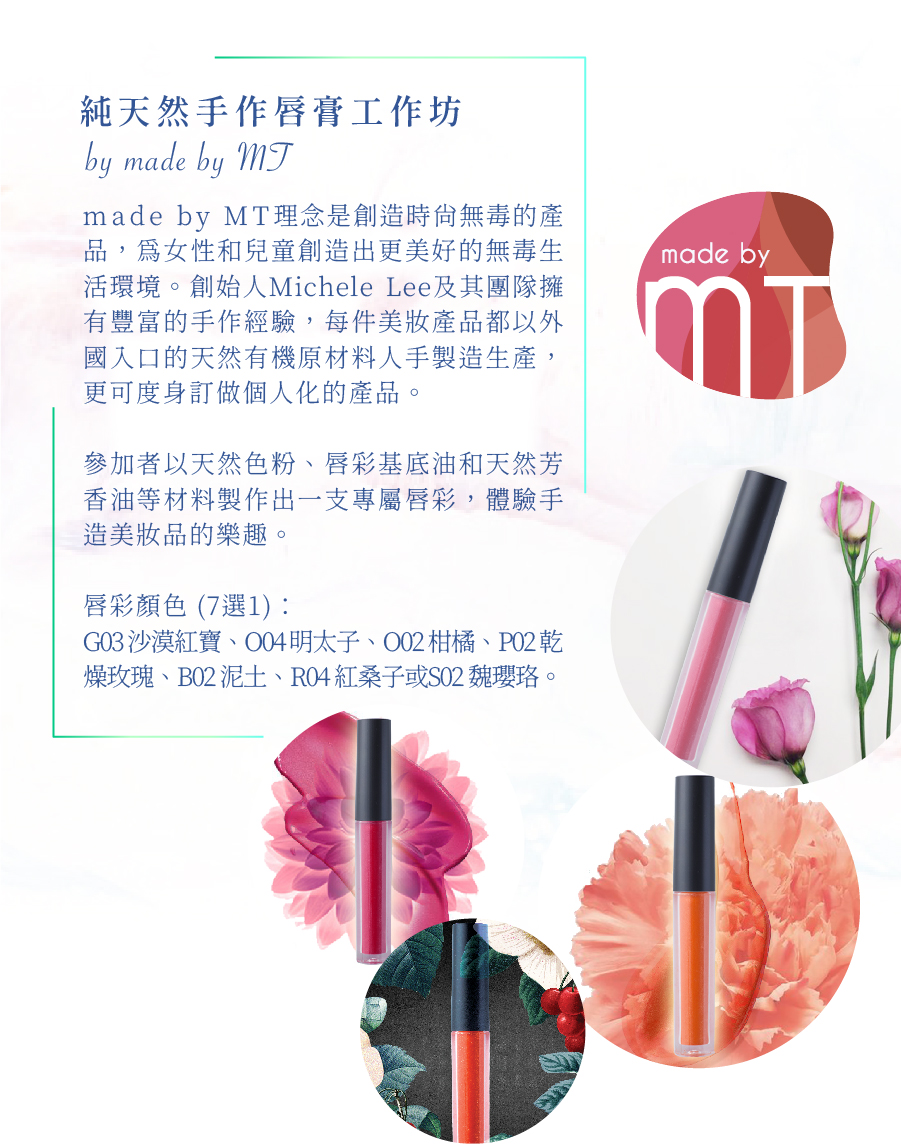 純天然手作唇膏工作坊
by made by MT
made by MT理念是創造時尙無毒的產
品，爲女性和兒童創造出更美好的無毒生
活環境。創始人Michele Lee及其團隊擁
有豐富的手作經驗，每件美妝產品都以外
國入口的天然有機原材料人手製造生產，
更可度身訂做個人化的產品。
參加者以天然色粉、唇彩基底油和天然芳
香油等材料製作出一支專屬唇彩，體驗手
造美妝品的樂趣。
唇彩顏色 (7選1)：
G03 沙漠紅寶、O04 明太子、O02 柑橘、P02 乾
燥玫瑰、B02 泥土、R04 紅桑子或S02 魏瓔珞。
made by
MT